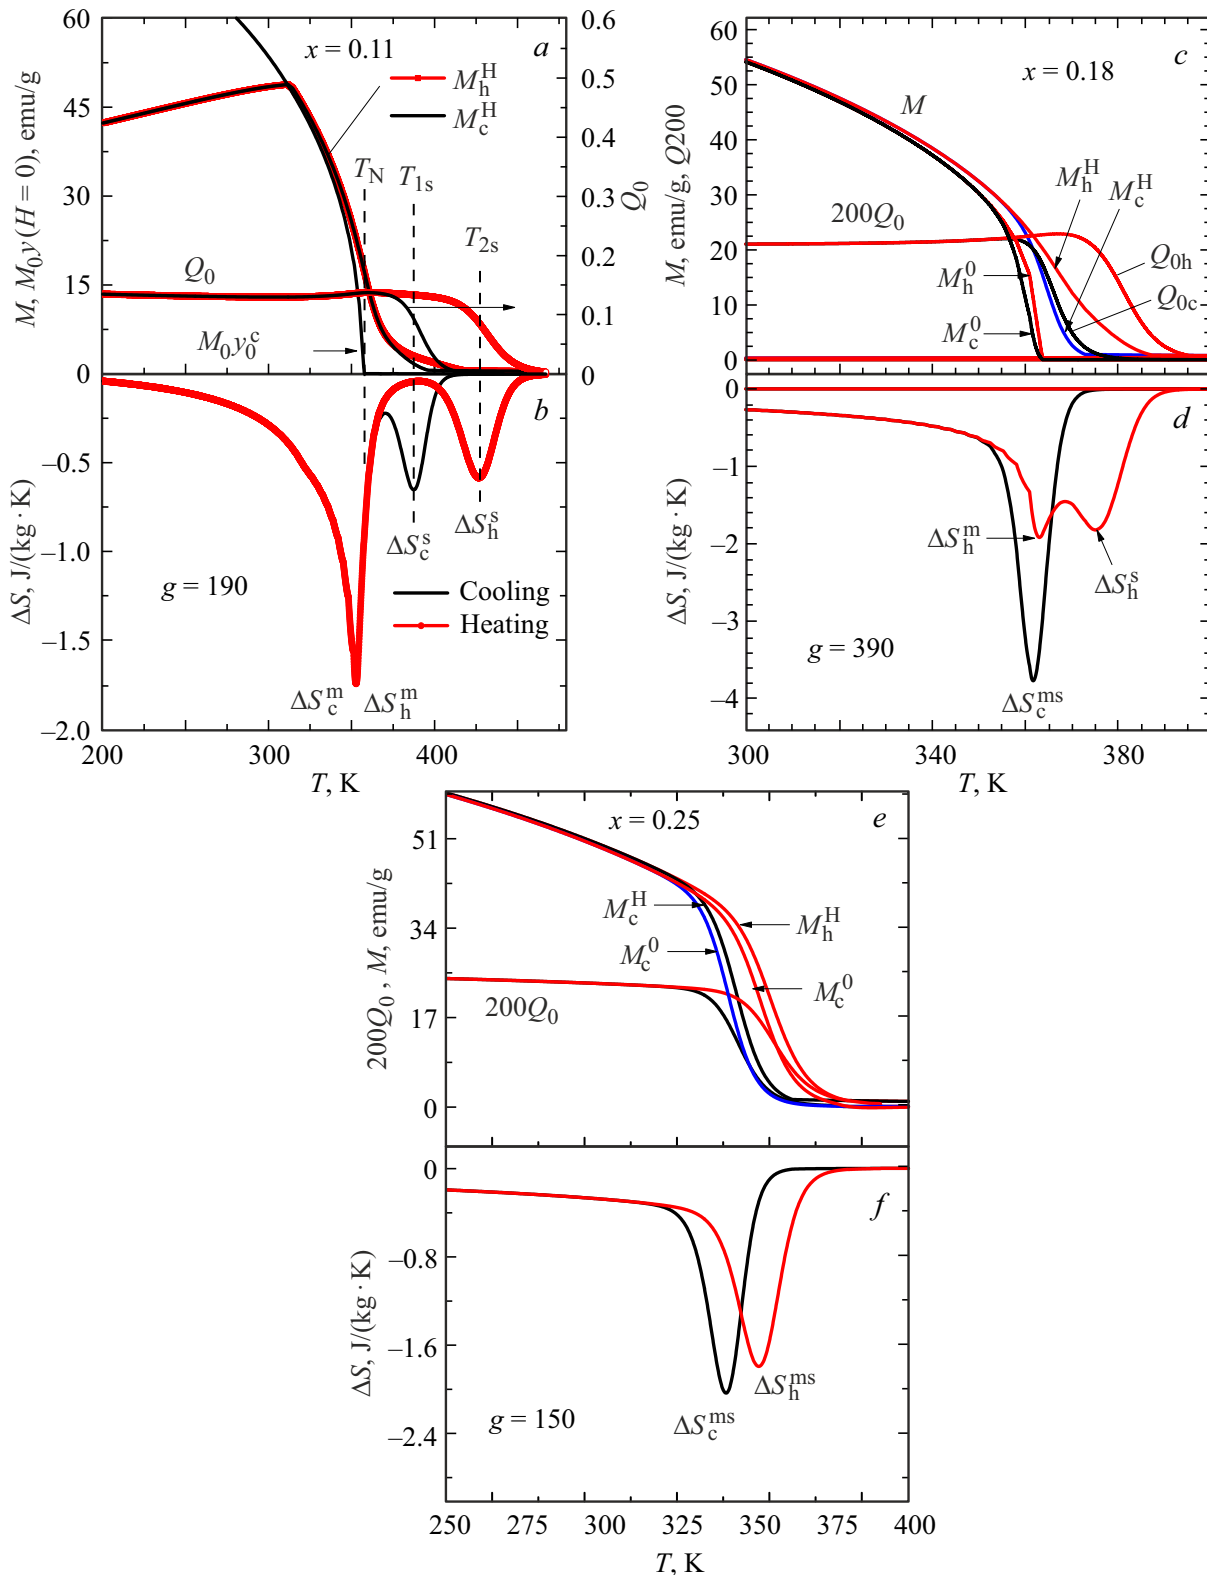 a
x = 0.11
M_h^H
M_c^H
T_N
T_1s
T_2s
Q_0
M_0y_0^c
M, M_0y(H = 0), emu/g
60
45
30
15
0
0.6
0.5
0.4
0.3
0.2
0.1
0
Q_0
b
–0.5
–1.0
–1.5
–2.0
ΔS, J/(kg · K)
ΔS_c^s
ΔS_h^s
g = 190
Cooling
Heating
ΔS_c^m
ΔS_h^m
200
300
400
T, K
c
x = 0.18
M
M_h^H
M_c^H
200Q_0
M_h^0
M_c^0
Q_0h
Q_0c
M, emu/g, Q200
60
50
40
30
20
10
0
d
0
–1
–2
–3
–4
ΔS, J/(kg · K)
ΔS_h^m
ΔS_h^s
g = 390
ΔS_c^ms
300
340
360
380
T, K
e
x = 0.25
M_c^H
M_h^H
M_c^0
M_c^0
200Q_0
200Q_0 , M, emu/g
51
34
17
0
f
0
–0.8
–1.6
–2.4
ΔS, J/(kg · K)
ΔS_h^ms
ΔS_c^ms
g = 150
250
275
300
325
350
375
400
T, K